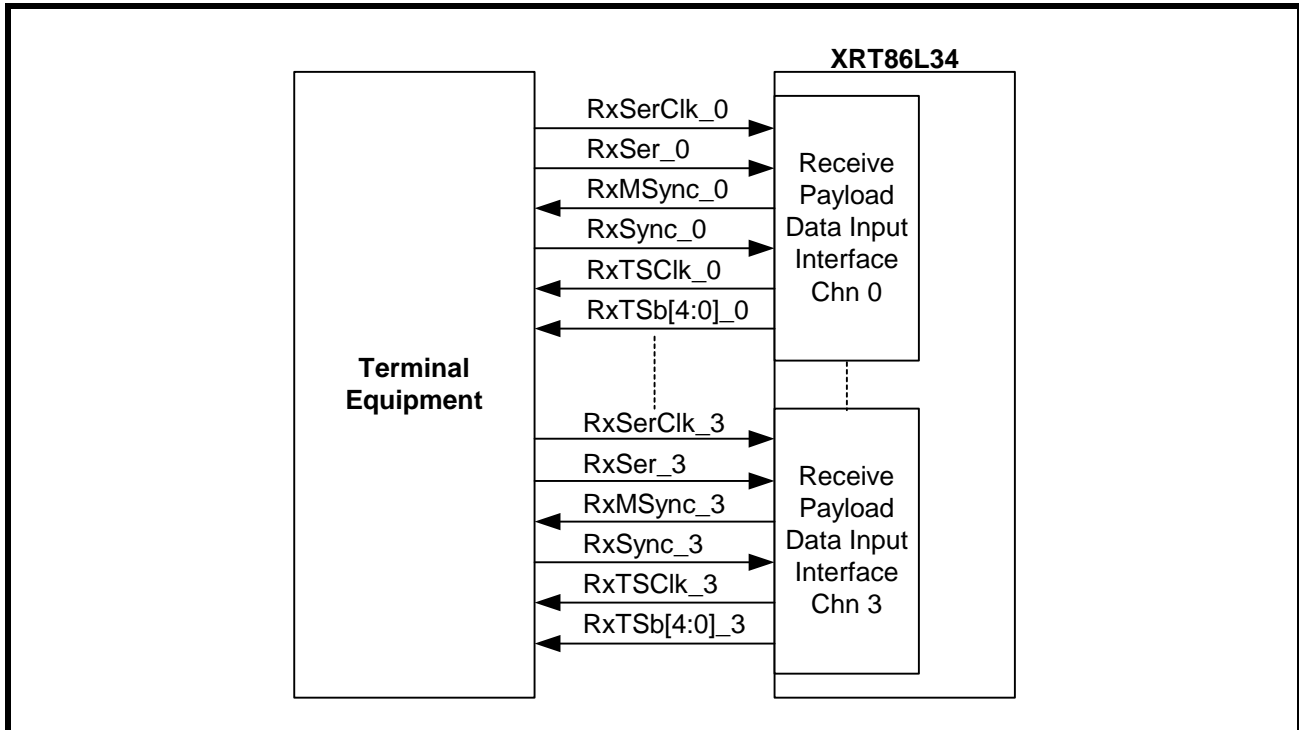 XRT86L34
RxSerClk_0
RxSer_0
RxMSync_0
RxSync_0
RxTSClk_0
RxTSb[4:0]_0
Receive
Payload
Data Input
Interface
Chn 0
Terminal
Equipment
RxSerClk_3
RxSer_3
RxMSync_3
RxSync_3
RxTSClk_3
RxTSb[4:0]_3
Receive
Payload
Data Input
Interface
Chn 3